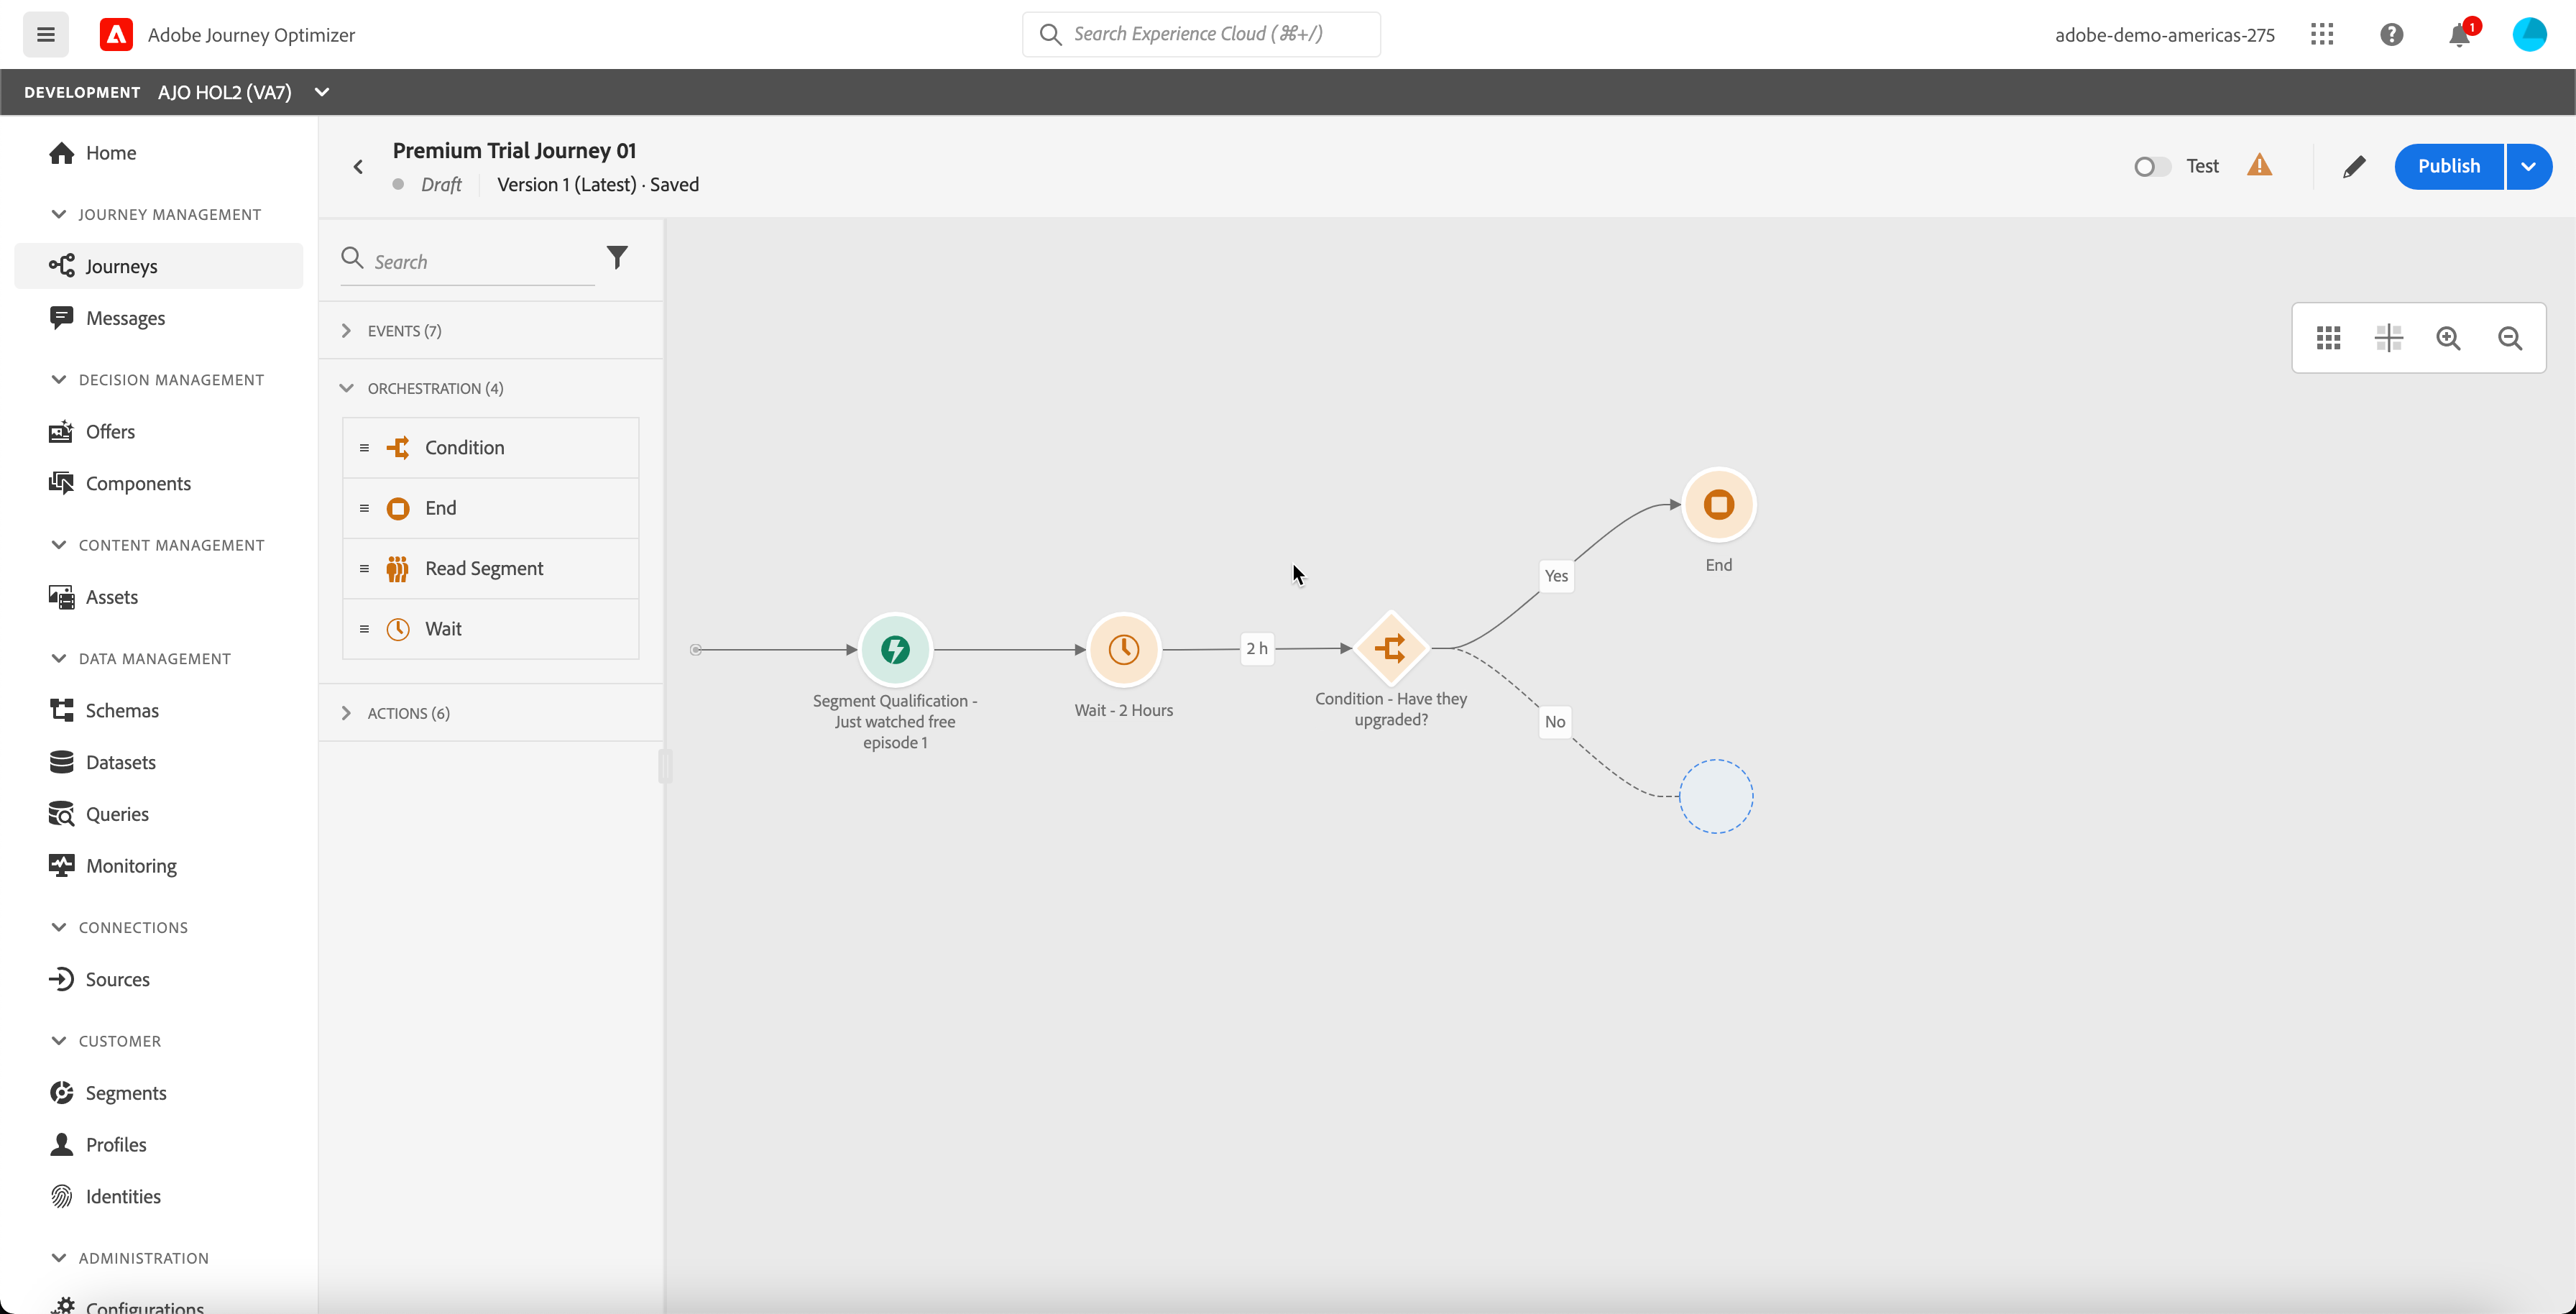 Adobe Journey Optimizer
Search Experience Cloud (⌘+/)
adobe-demo-americas-275
1
DEVELOPMENT AJO HOL2 (VA7)
Home
JOURNEY MANAGEMENT
Journeys
Messages
DECISION MANAGEMENT
Offers
Components
CONTENT MANAGEMENT
Assets
DATA MANAGEMENT
Schemas
Datasets
Queries
Monitoring
CONNECTIONS
Sources
CUSTOMER
Segments
Profiles
Identities
ADMINISTRATION
Configurations
Premium Trial Journey 01
Draft
Version 1 (Latest) · Saved
Test
Publish
Search
EVENTS (7)
ORCHESTRATION (4)
Condition
End
Read Segment
Wait
ACTIONS (6)
Segment Qualification -
Just watched free
episode 1
Wait - 2 Hours
2 h
Condition - Have they
upgraded?
Yes
No
End